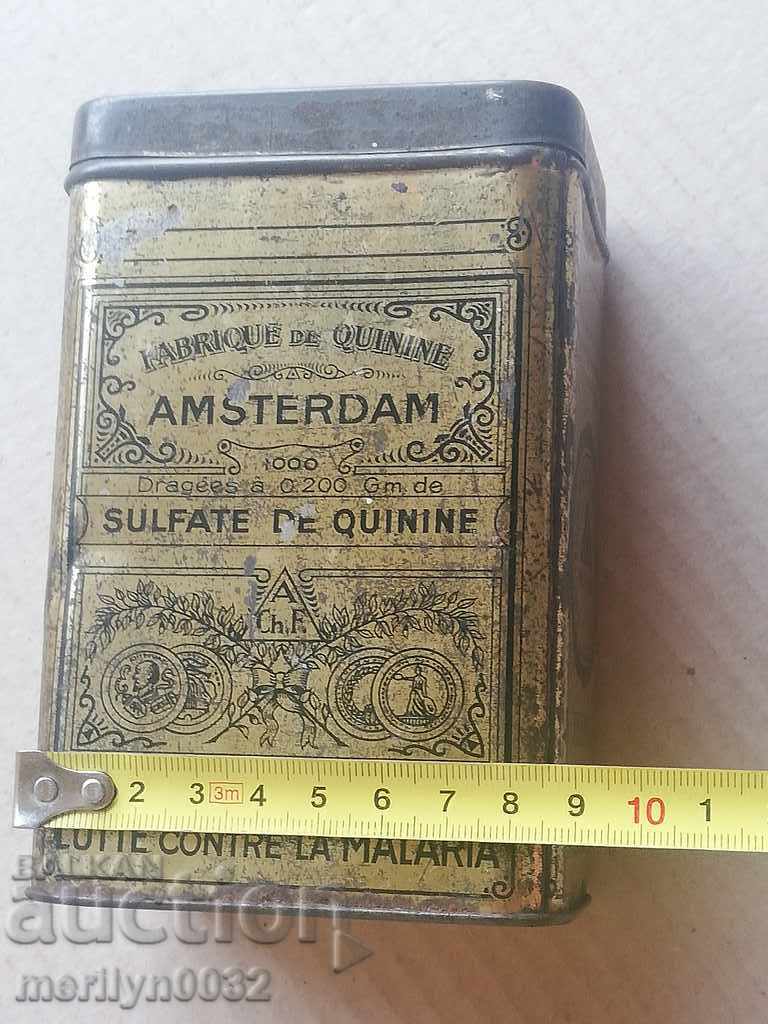 FABRIQUE DE QUININE
A
AMSTERDAM
1000
Dragées à 0.200 Gm. de
SULFATE DE QUININE
A
Ch. F.
2 3 3m 4 5 6 7 8 9 10 1
LUTTE CONTRE LA MALARIA
BALKAN
auction
merilyn0032